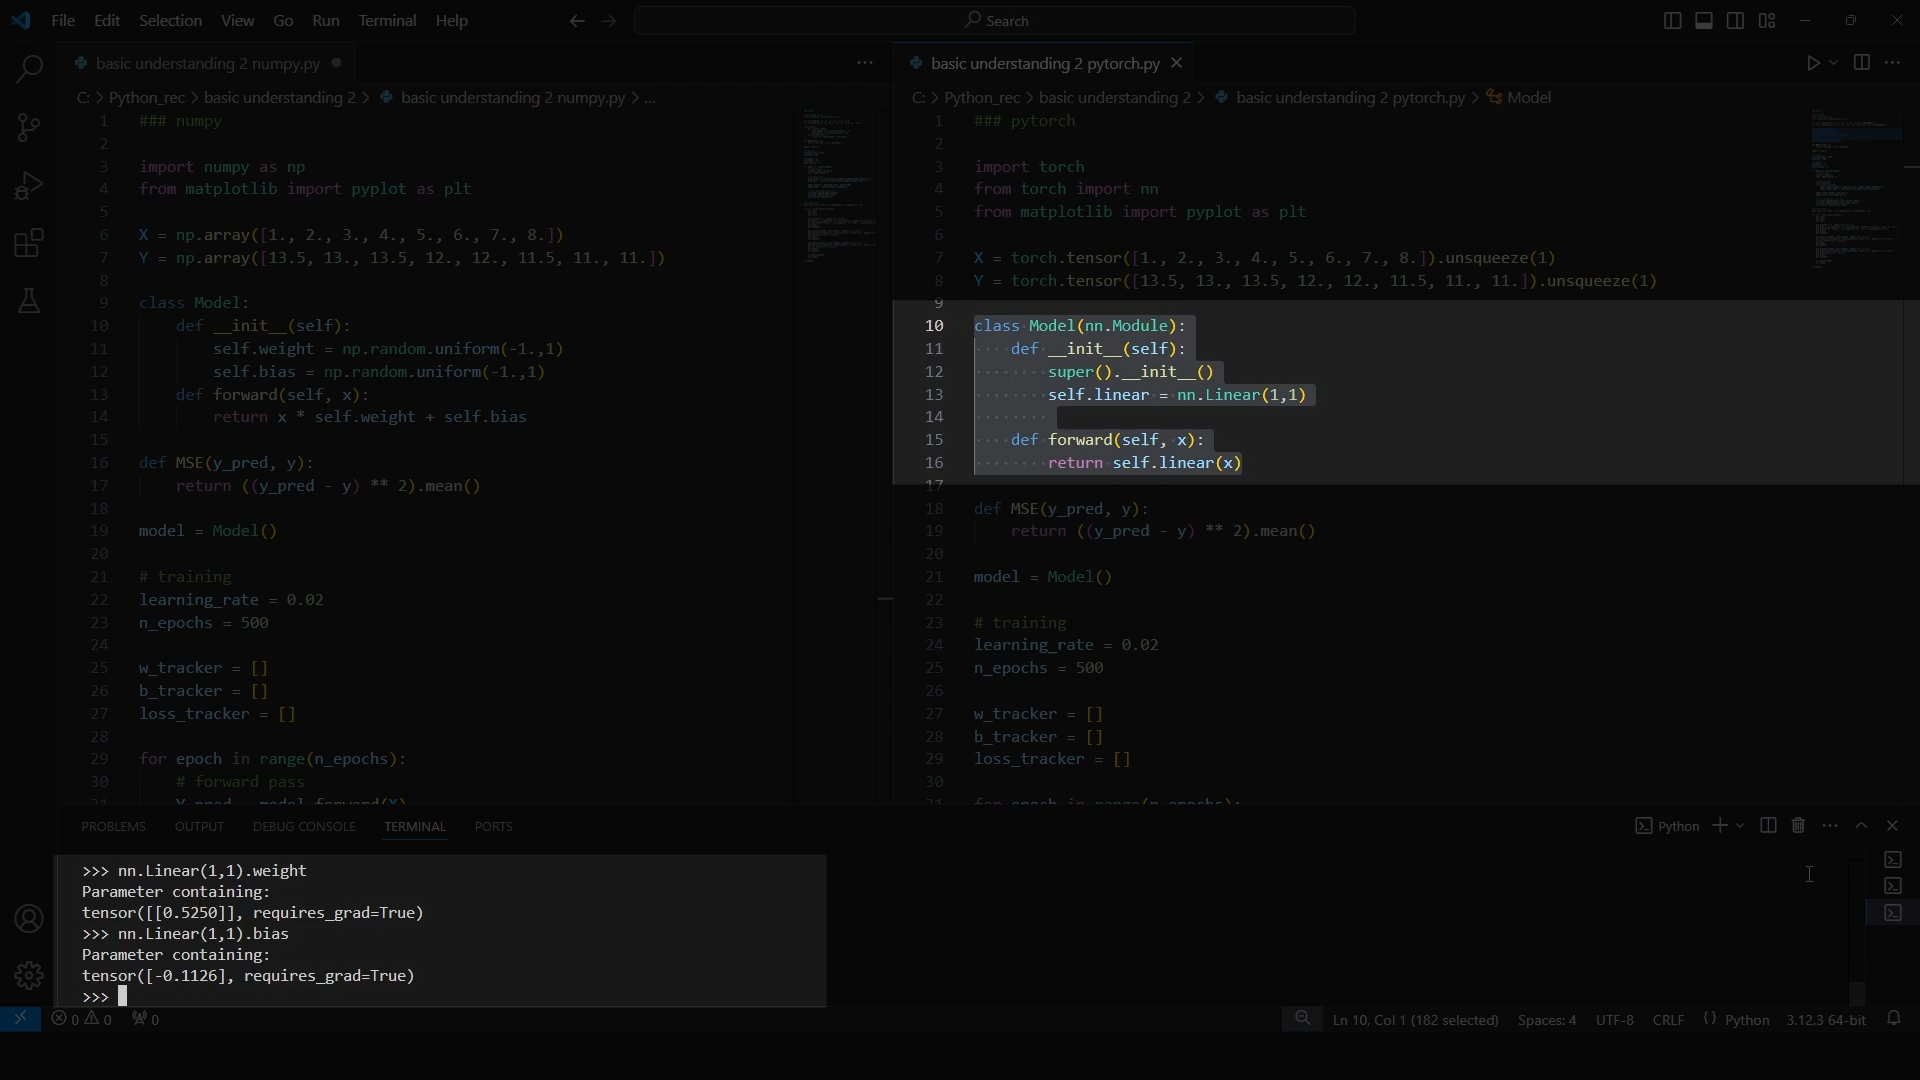 File Edit Selection View Go Run Terminal Help
Search
basic understanding 2 numpy.py
C: > Python_rec > basic understanding 2 > basic understanding 2 numpy.py > ...
1 ### numpy
2
3 import numpy as np
4 from matplotlib import pyplot as plt
5
6 X = np.array([1., 2., 3., 4., 5., 6., 7., 8.])
7 Y = np.array([13.5, 13., 13.5, 12., 12., 11.5, 11., 11.])
8
9 class Model:
10 def __init__(self):
11 self.weight = np.random.uniform(-1.,1)
12 self.bias = np.random.uniform(-1.,1)
13 def forward(self, x):
14 return x * self.weight + self.bias
15
16 def MSE(y_pred, y):
17 return ((y_pred - y) ** 2).mean()
18
19 model = Model()
20
21 # training
22 learning_rate = 0.02
23 n_epochs = 500
24
25 w_tracker = []
26 b_tracker = []
27 loss_tracker = []
28
29 for epoch in range(n_epochs):
30 # forward pass
31 Y_pred = model.forward(X)
basic understanding 2 pytorch.py
C: > Python_rec > basic understanding 2 > basic understanding 2 pytorch.py > Model
1 ### pytorch
2
3 import torch
4 from torch import nn
5 from matplotlib import pyplot as plt
6
7 X = torch.tensor([1., 2., 3., 4., 5., 6., 7., 8.]).unsqueeze(1)
8 Y = torch.tensor([13.5, 13., 13.5, 12., 12., 11.5, 11., 11.]).unsqueeze(1)
9
10 class Model(nn.Module):
11 def __init__(self):
12 super().__init__()
13 self.linear = nn.Linear(1,1)
14
15 def forward(self, x):
16 return self.linear(x)
17
18 def MSE(y_pred, y):
19 return ((y_pred - y) ** 2).mean()
20
21 model = Model()
22
23 # training
24 learning_rate = 0.02
25 n_epochs = 500
26
27 w_tracker = []
28 b_tracker = []
29 loss_tracker = []
30
31 for epoch in range(n_epochs):
PROBLEMS OUTPUT DEBUG CONSOLE TERMINAL PORTS
Python
>>> nn.Linear(1,1).weight
Parameter containing:
tensor([[0.5250]], requires_grad=True)
>>> nn.Linear(1,1).bias
Parameter containing:
tensor([-0.1126], requires_grad=True)
>>>
0 0 0
Ln 10, Col 1 (182 selected) Spaces: 4 UTF-8 CRLF {} Python 3.12.3 64-bit